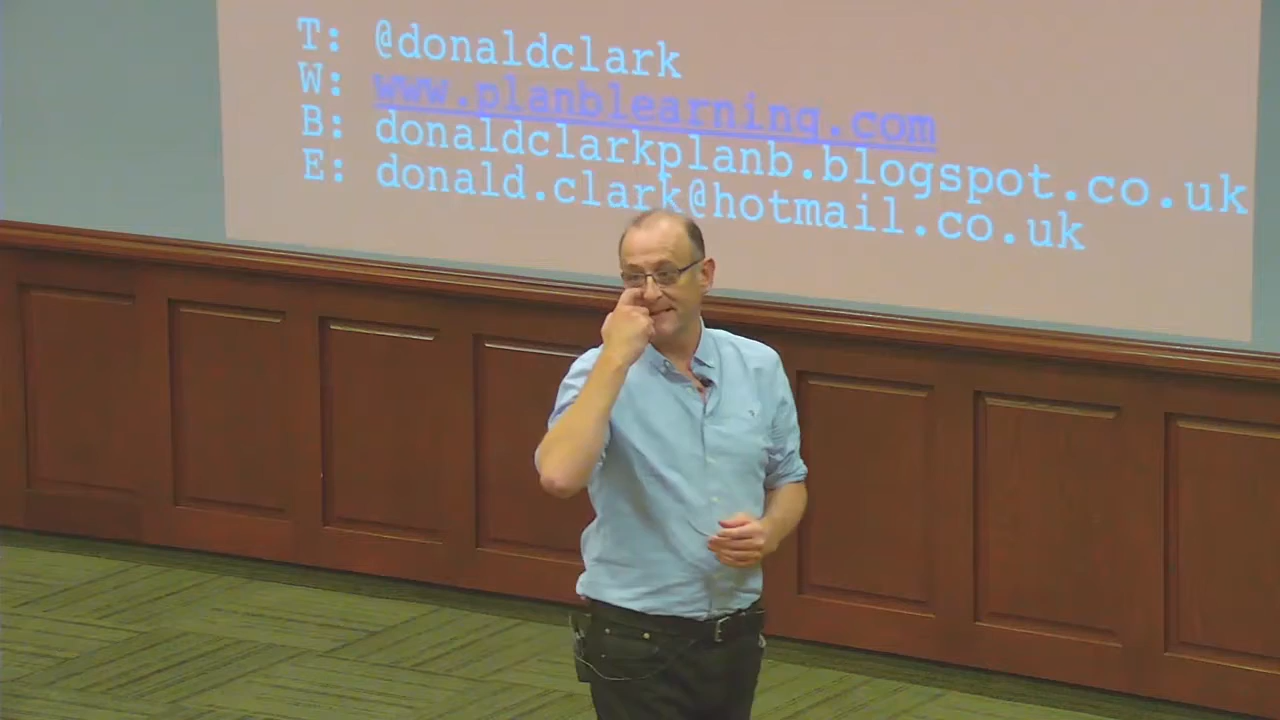 T: @donaldclark
W: www.planblearning.com
B: donaldclarkplanb.blogspot.co.uk
E: donald.clark@hotmail.co.uk